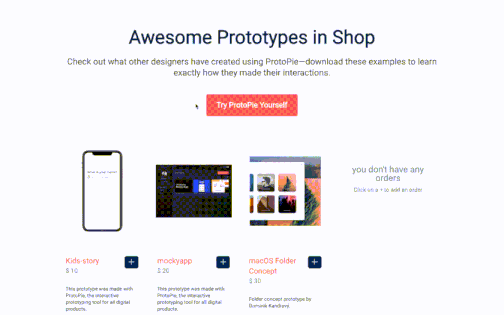 Awesome Prototypes in Shop
Check out what other designers have created using ProtoPie—download these examples to learn
exactly how they made their interactions.
Try ProtoPie Yourself
you don't have any
orders
Click on a + to add an order
Kids-story
+
mockyapp
+
macOS Folder
Concept
+
$ 10
$ 20
$ 30
This prototype was made with
ProtoPie, the interactive
prototyping tool for all digital
products.
This prototype was made with
ProtoPie, the interactive
prototyping tool for all digital
products.
Folder concept prototype by